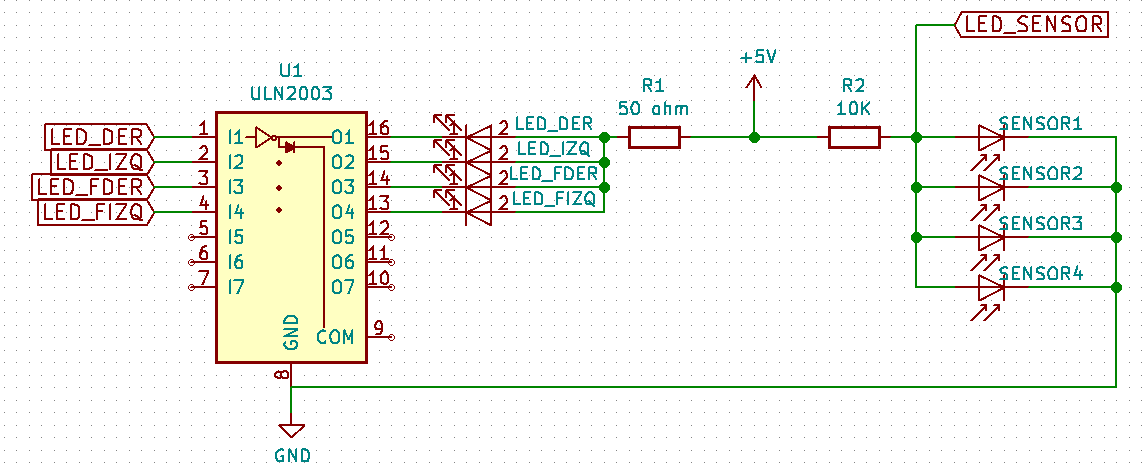 LED_SENSOR
+5V
U1
ULN2003
R1
50 ohm
R2
10K
LED_DER
LED_IZQ
LED_FDER
LED_FIZQ
1 I1 O1 16
2 I2 O2 15
3 I3 O3 14
4 I4 O4 13
5 I5 O5 12
6 I6 O6 11
7 I7 O7 10
GND COM 9
8
GND
1 2 LED_DER
1 2 LED_IZQ
1 2 LED_FDER
1 2 LED_FIZQ
SENSOR1
SENSOR2
SENSOR3
SENSOR4